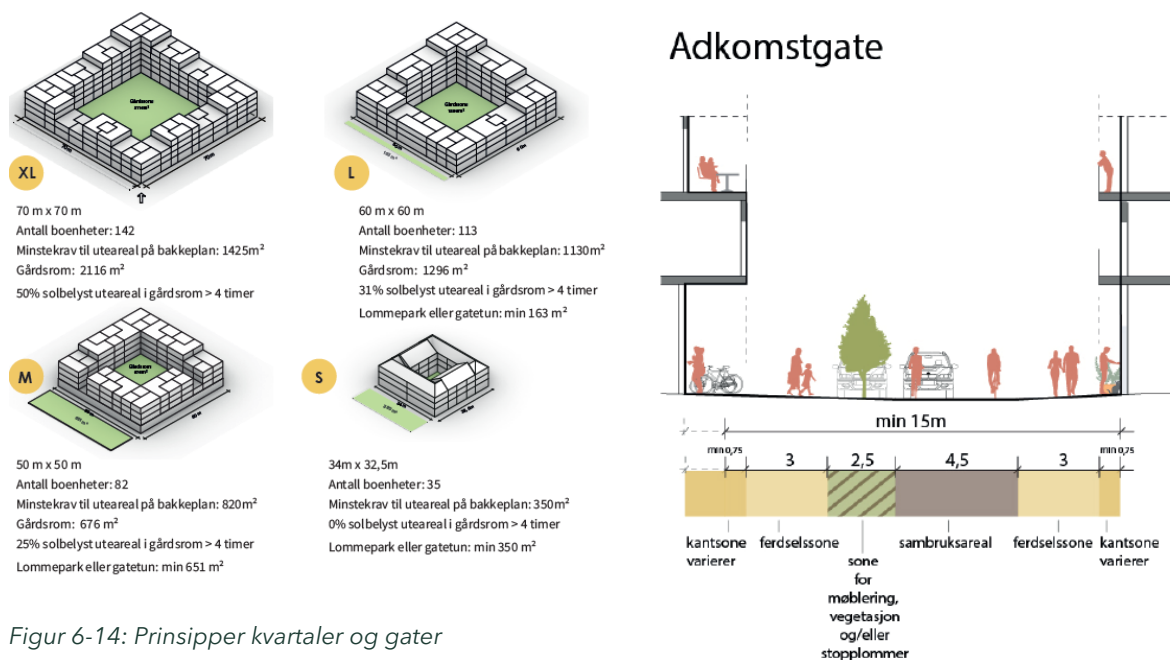 Adkomstgate
XL
70 m x 70 m
Antall boenheter: 142
Minstekrav til uteareal på bakkeplan: 1425m²
Gårdsrom: 2116 m²
50% solbelyst uteareal i gårdsrom > 4 timer
L
60 m x 60 m
Antall boenheter: 113
Minstekrav til uteareal på bakkeplan: 1130m²
Gårdsrom: 1296 m²
31% solbelyst uteareal i gårdsrom > 4 timer
Lommepark eller gatetun: min 163 m²
M
50 m x 50 m
Antall boenheter: 82
Minstekrav til uteareal på bakkeplan: 820m²
Gårdsrom: 676 m²
25% solbelyst uteareal i gårdsrom > 4 timer
Lommepark eller gatetun: min 651 m²
S
34m x 32,5m
Antall boenheter: 35
Minstekrav til uteareal på bakkeplan: 350m²
0% solbelyst uteareal i gårdsrom > 4 timer
Lommepark eller gatetun: min 350 m²
min 15m
min 0,75
3
2,5
4,5
3
min 0,75
kantsone
varierer
ferdselssone
sone
for
møblering,
vegetasjon
og/eller
stopplommer
sambruksareal
ferdselssone
kantsone
varierer
Figur 6-14: Prinsipper kvartaler og gater